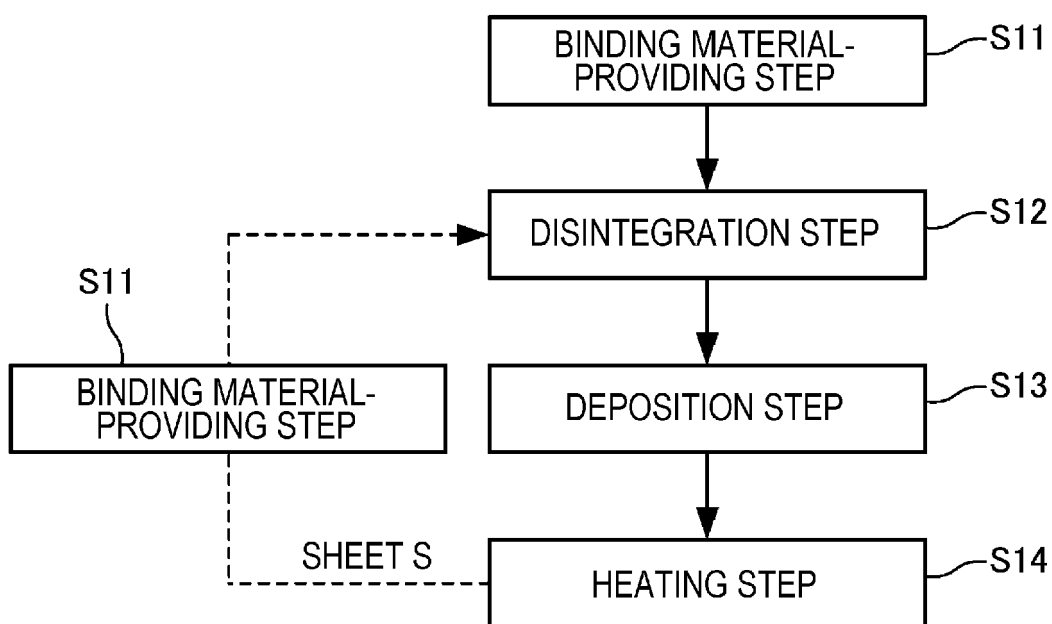 BINDING MATERIAL-
PROVIDING STEP
S11
DISINTEGRATION STEP
S12
S11
BINDING MATERIAL-
PROVIDING STEP
DEPOSITION STEP
S13
SHEET S
HEATING STEP
S14